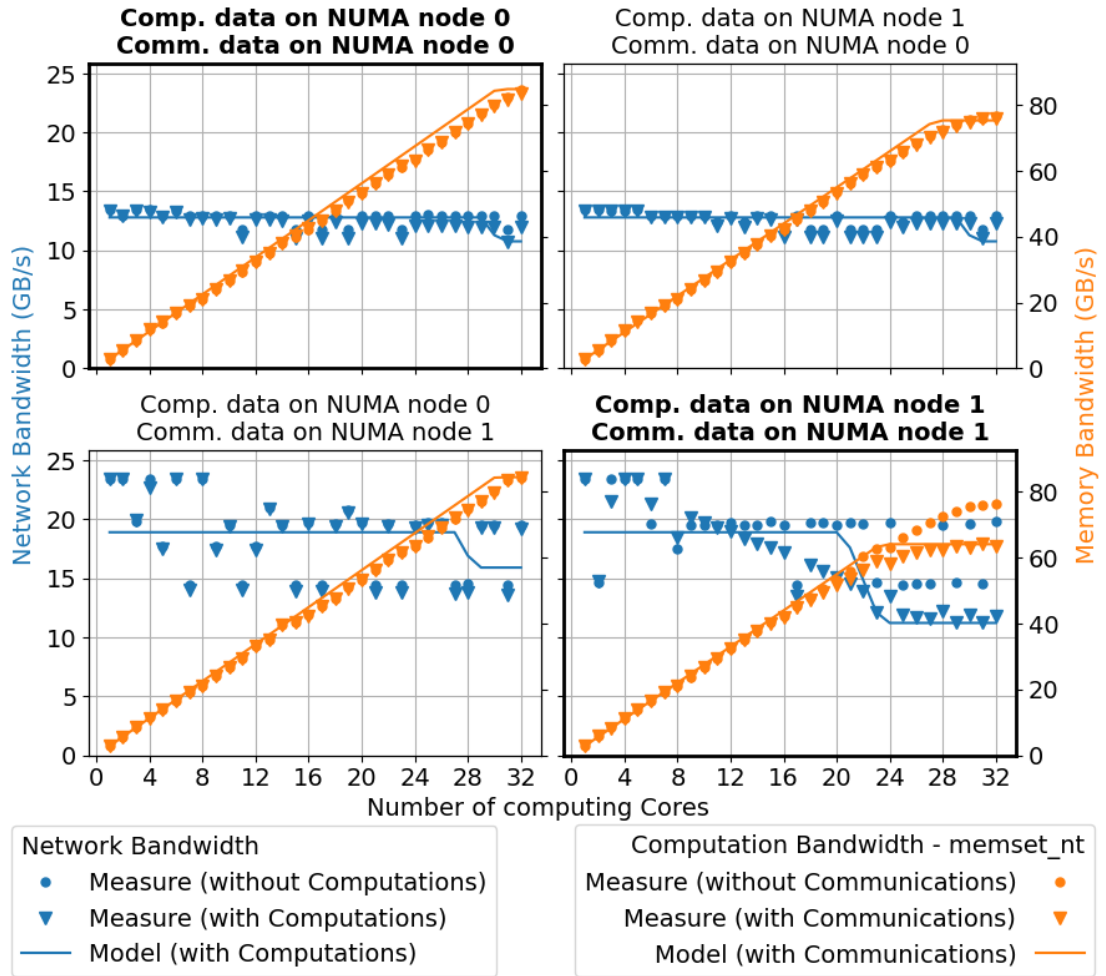 Comp. data on NUMA node 0
Comm. data on NUMA node 0
Comp. data on NUMA node 1
Comm. data on NUMA node 0
25
20
15
10
5
0
80
60
40
20
0
Comp. data on NUMA node 0
Comm. data on NUMA node 1
Comp. data on NUMA node 1
Comm. data on NUMA node 1
25
20
15
10
5
0
80
60
40
20
0
0 4 8 12 16 20 24 28 32
0 4 8 12 16 20 24 28 32
Network Bandwidth (GB/s)
Memory Bandwidth (GB/s)
Number of computing Cores
Network Bandwidth
Measure (without Computations)
Measure (with Computations)
Model (with Computations)
Computation Bandwidth - memset_nt
Measure (without Communications)
Measure (with Communications)
Model (with Communications)